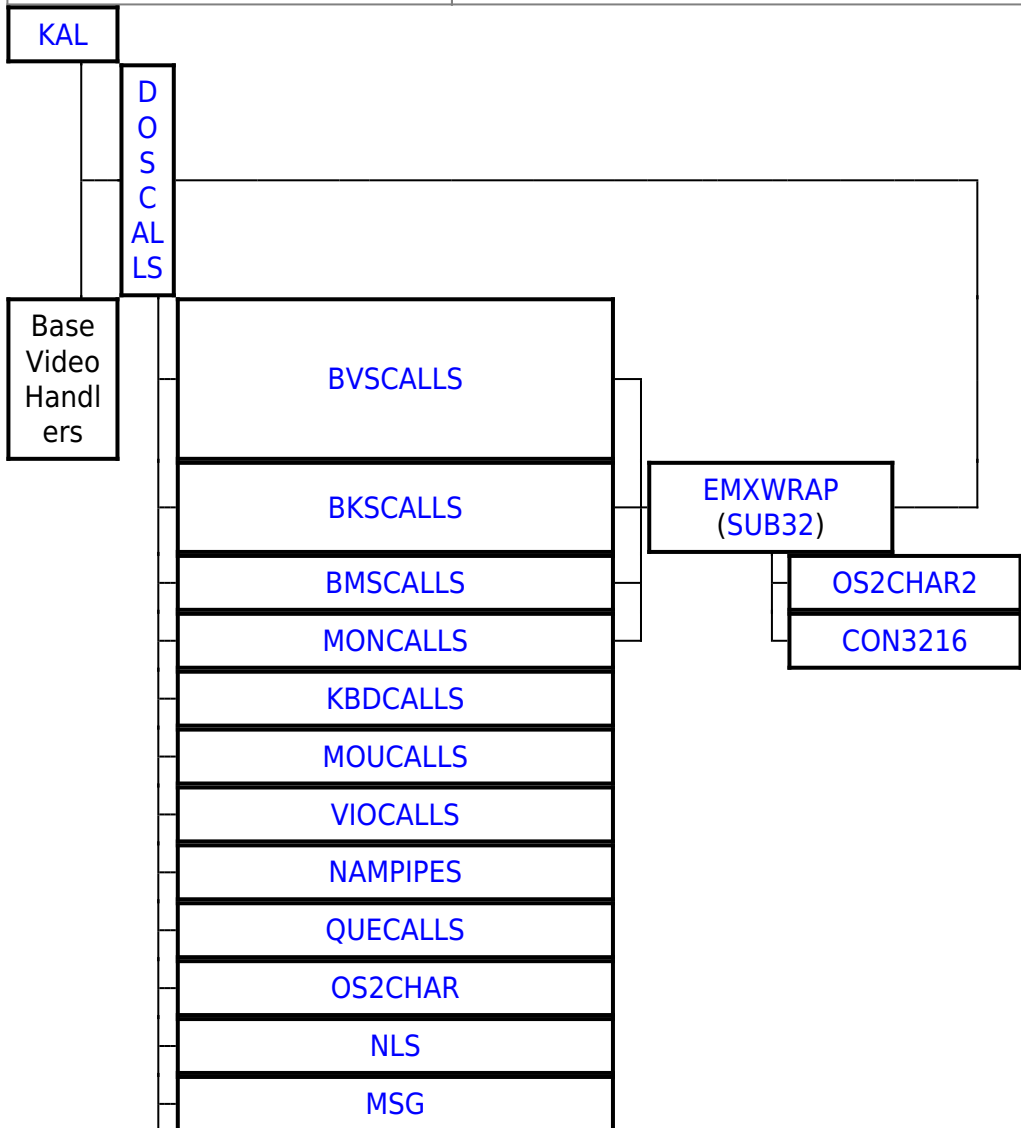 KAL
D
O
S
C
AL
LS
Base
Video
Handl
ers
BVSCALLS
BKSCALLS
EMXWRAP
(SUB32)
BMSCALLS
OS2CHAR2
MONCALLS
CON3216
KBDCALLS
MOUCALLS
VIOCALLS
NAMPIPES
QUECALLS
OS2CHAR
NLS
MSG